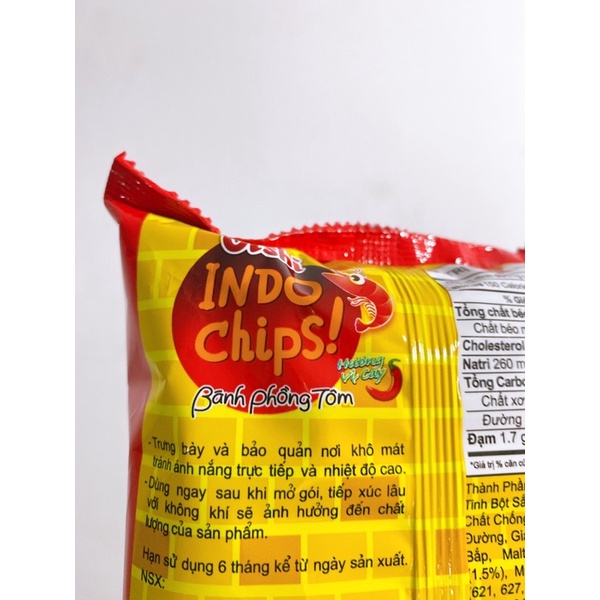 INDO
ChipS!
Hương
Vị Cay
Bánh phồng Tôm
-Trưng bày và bảo quản nơi khô mát
tránh ánh nắng trực tiếp và nhiệt độ cao.
-Dùng ngay sau khi mở gói, tiếp xúc lâu
với không khí sẽ ảnh hưởng đến chất
lượng của sản phẩm.
Hạn sử dụng 6 tháng kể từ ngày sản xuất.
NSX:
Tổng chất béo
Chất béo
Cholesterol
Natri 260
Tổng Carbo
Chất xơ
Đường
Đạm 1.7
*Giá trị % căn cứ
Thành Phần
Tinh Bột
Chất Chống
Đường,
Bắp, Malt
(1.5%),
(621, 627,